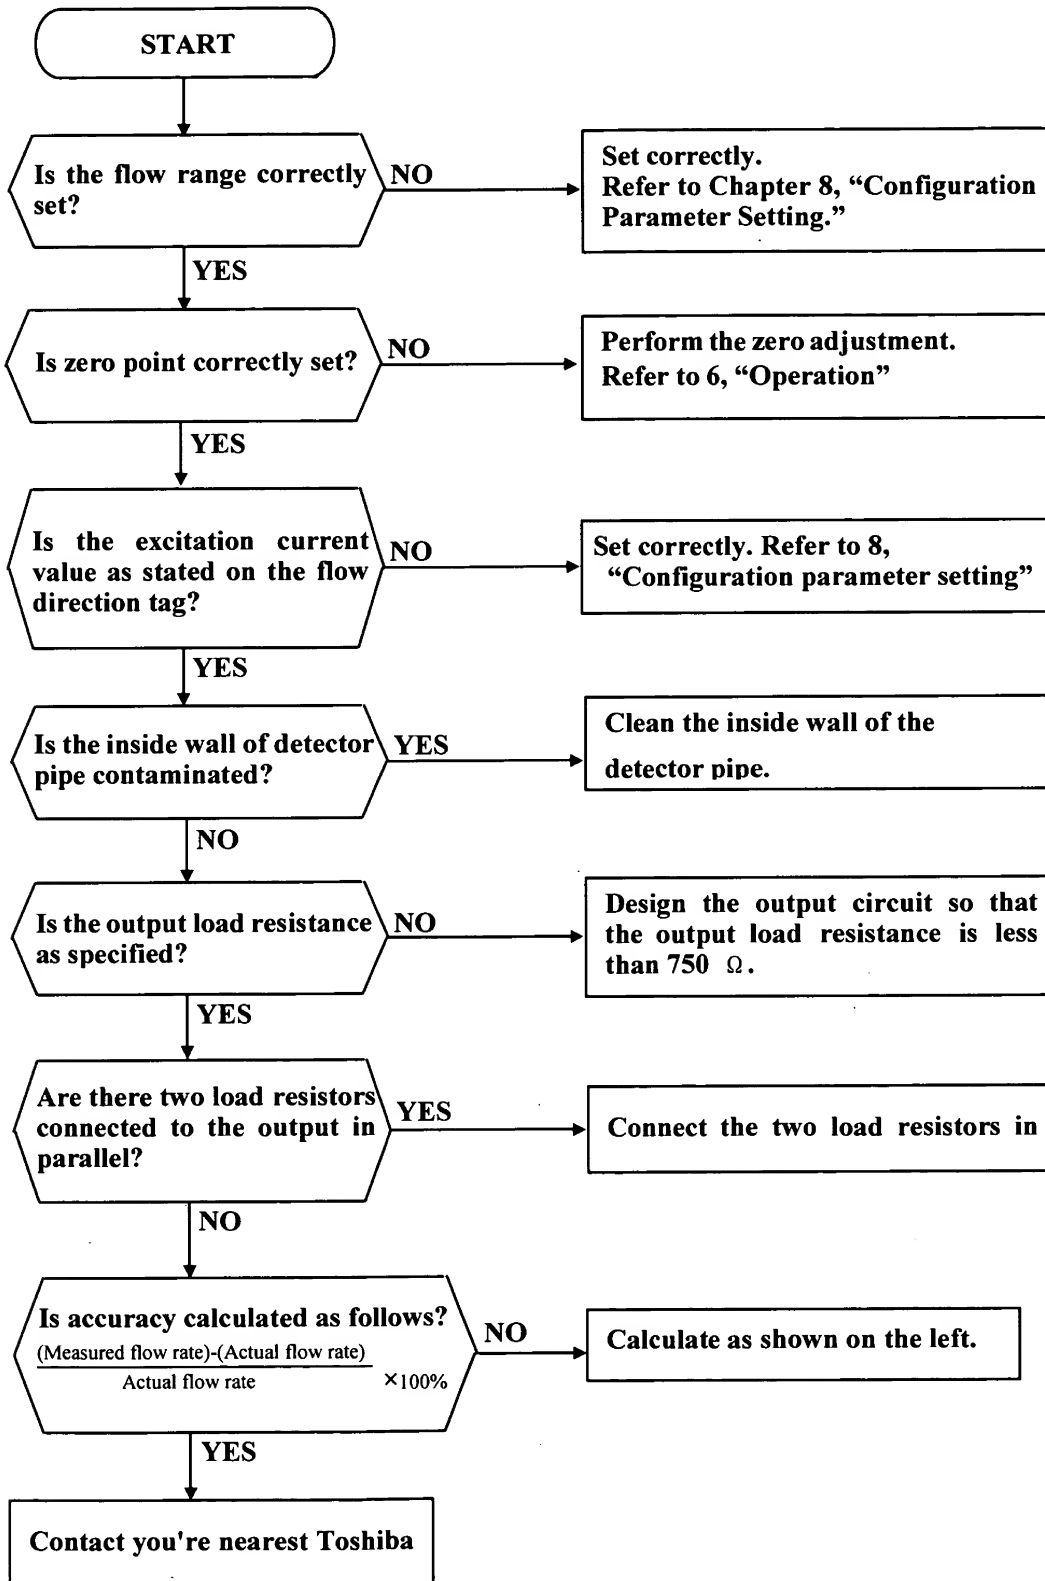 START
Is the flow range correctly
set?
NO
Set correctly.
Refer to Chapter 8, “Configuration
Parameter Setting.”
YES
Is zero point correctly set?
NO
Perform the zero adjustment.
Refer to 6, “Operation”
YES
Is the excitation current
value as stated on the flow
direction tag?
NO
Set correctly. Refer to 8,
“Configuration parameter setting”
YES
Is the inside wall of detector
pipe contaminated?
YES
Clean the inside wall of the
detector pipe.
NO
Is the output load resistance
as specified?
NO
Design the output circuit so that
the output load resistance is less
than 750 Ω.
YES
Are there two load resistors
connected to the output in
parallel?
YES
Connect the two load resistors in
NO
Is accuracy calculated as follows?
(Measured flow rate)-(Actual flow rate)
Actual flow rate ×100%
NO
Calculate as shown on the left.
YES
Contact you're nearest Toshiba